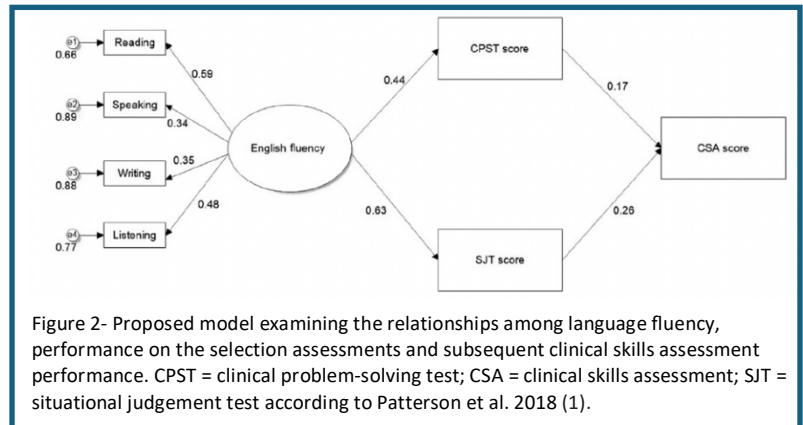 e1 Reading
0.66
0.59
e2 Speaking
0.89
0.34
e3 Writing
0.88
0.35
e4 Listening
0.77
0.48
English fluency
0.44
0.63
CPST score
SJT score
0.17
0.26
CSA score
Figure 2- Proposed model examining the relationships among language fluency,
performance on the selection assessments and subsequent clinical skills assessment
performance. CPST = clinical problem-solving test; CSA = clinical skills assessment; SJT =
situational judgement test according to Patterson et al. 2018 (1).